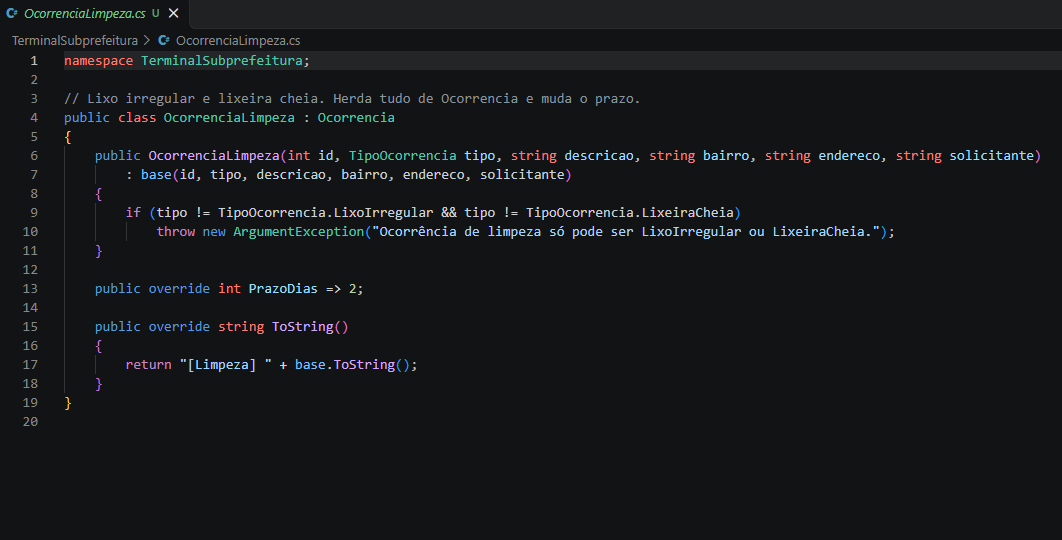 C# OcorrenciaLimpeza.cs U ×
TerminalSubprefeitura > C# OcorrenciaLimpeza.cs
1 namespace TerminalSubprefeitura;
2
3 // Lixo irregular e lixeira cheia. Herda tudo de Ocorrencia e muda o prazo.
4 public class OcorrenciaLimpeza : Ocorrencia
5 {
6 public OcorrenciaLimpeza(int id, TipoOcorrencia tipo, string descricao, string bairro, string endereco, string solicitante)
7 : base(id, tipo, descricao, bairro, endereco, solicitante)
8 {
9 if (tipo != TipoOcorrencia.LixoIrregular && tipo != TipoOcorrencia.LixeiraCheia)
10 throw new ArgumentException("Ocorrência de limpeza só pode ser LixoIrregular ou LixeiraCheia.");
11 }
12
13 public override int PrazoDias => 2;
14
15 public override string ToString()
16 {
17 return "[Limpeza] " + base.ToString();
18 }
19 }
20